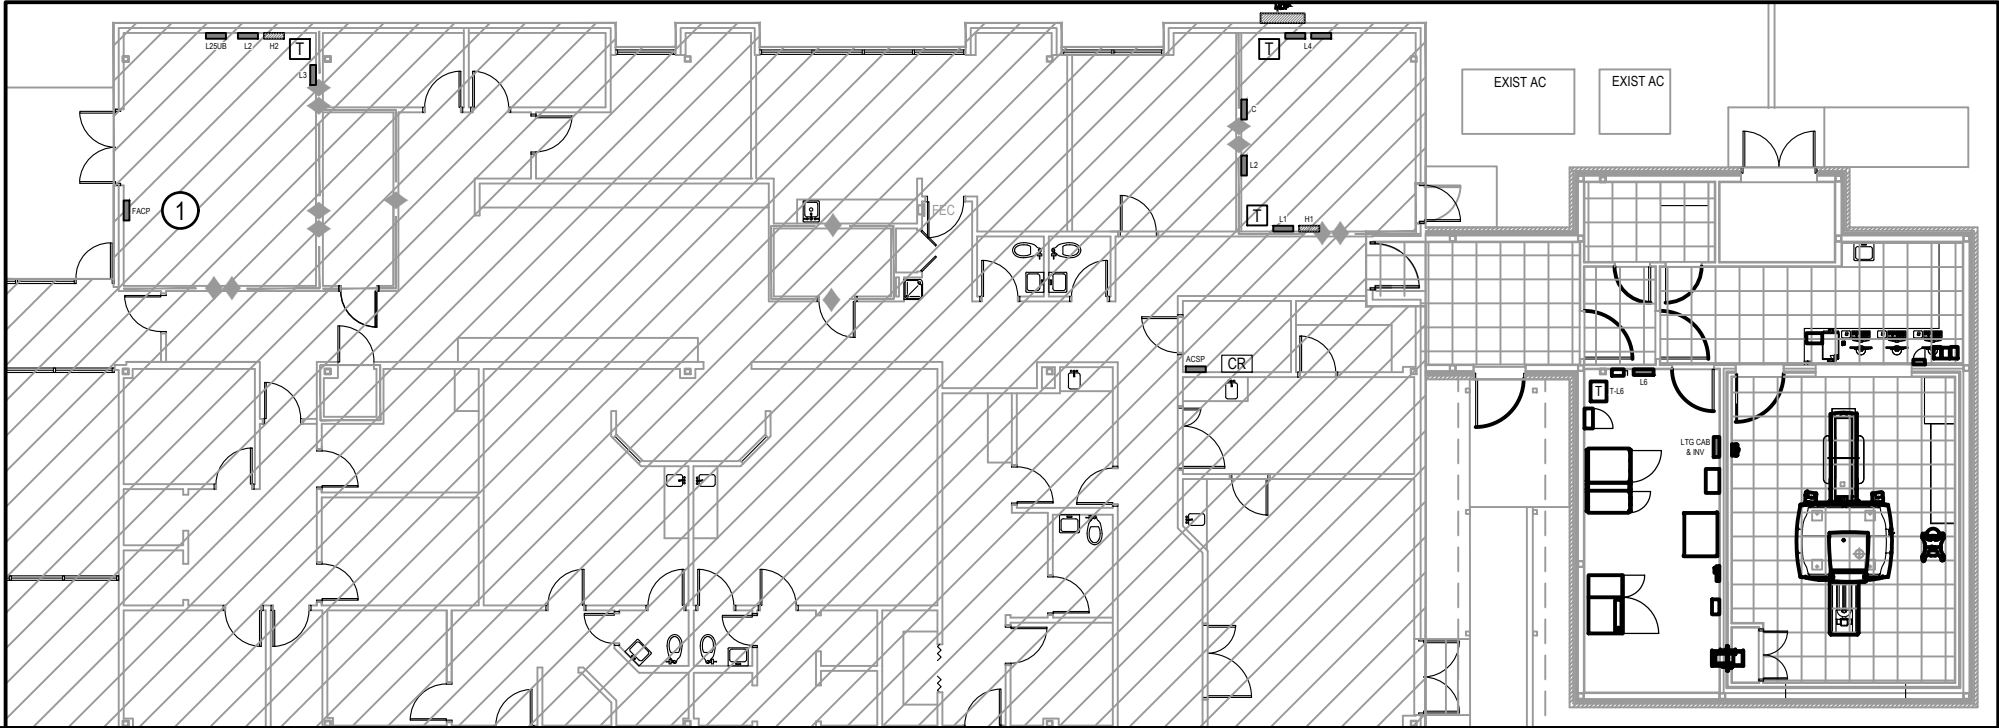 L25UB
L2
H2
T
L3
FACP
1
T
L4
C
L2
T
L1
H1
FEC
EXIST AC
EXIST AC
ACSP
CR
T
T-L6
L6
LTG CAB
& INV